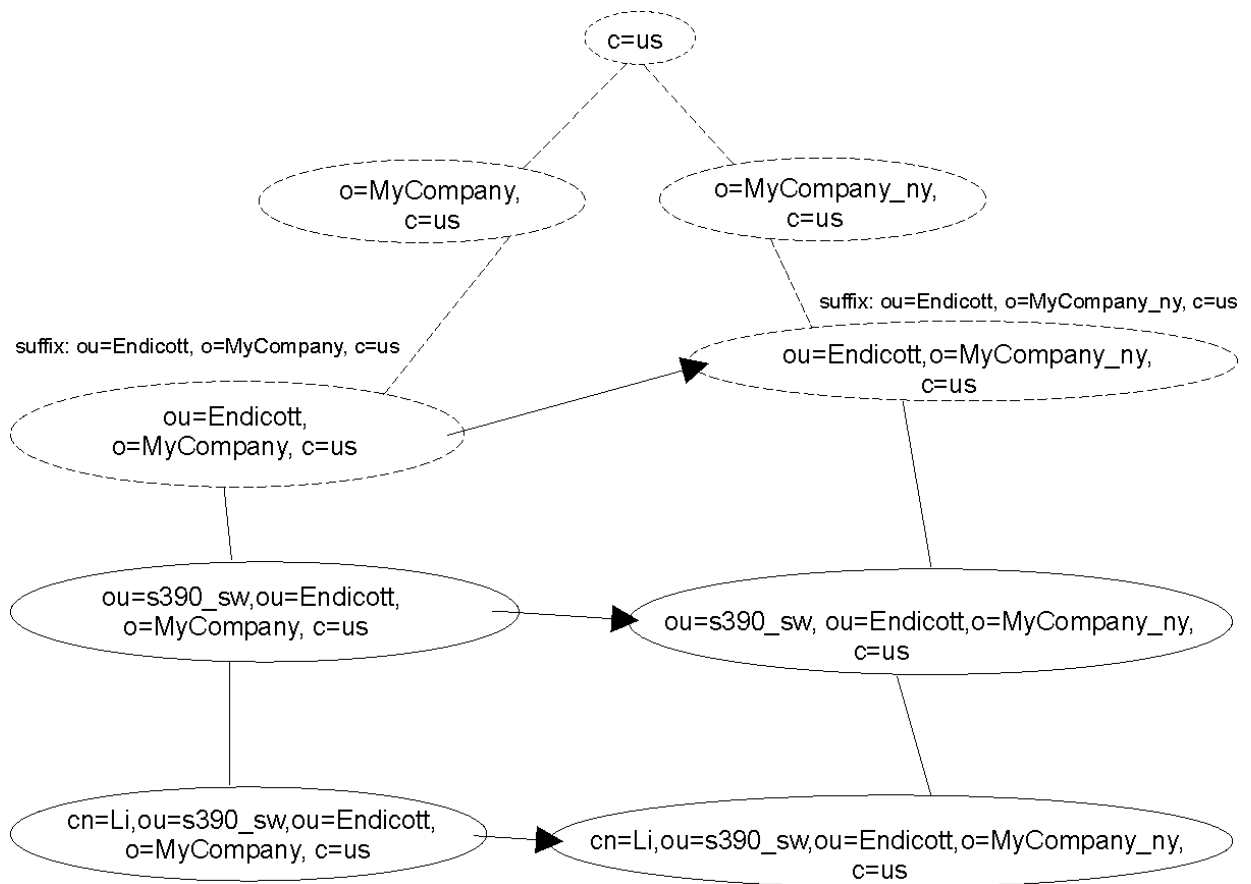 c=us
o=MyCompany,
c=us
o=MyCompany_ny,
c=us
suffix: ou=Endicott, o=MyCompany_ny, c=us
suffix: ou=Endicott, o=MyCompany, c=us
ou=Endicott,o=MyCompany_ny,
c=us
ou=Endicott,
o=MyCompany, c=us
ou=s390_sw,ou=Endicott,
o=MyCompany, c=us
ou=s390_sw, ou=Endicott,o=MyCompany_ny,
c=us
cn=Li,ou=s390_sw,ou=Endicott,
o=MyCompany, c=us
cn=Li,ou=s390_sw,ou=Endicott,o=MyCompany_ny,
c=us